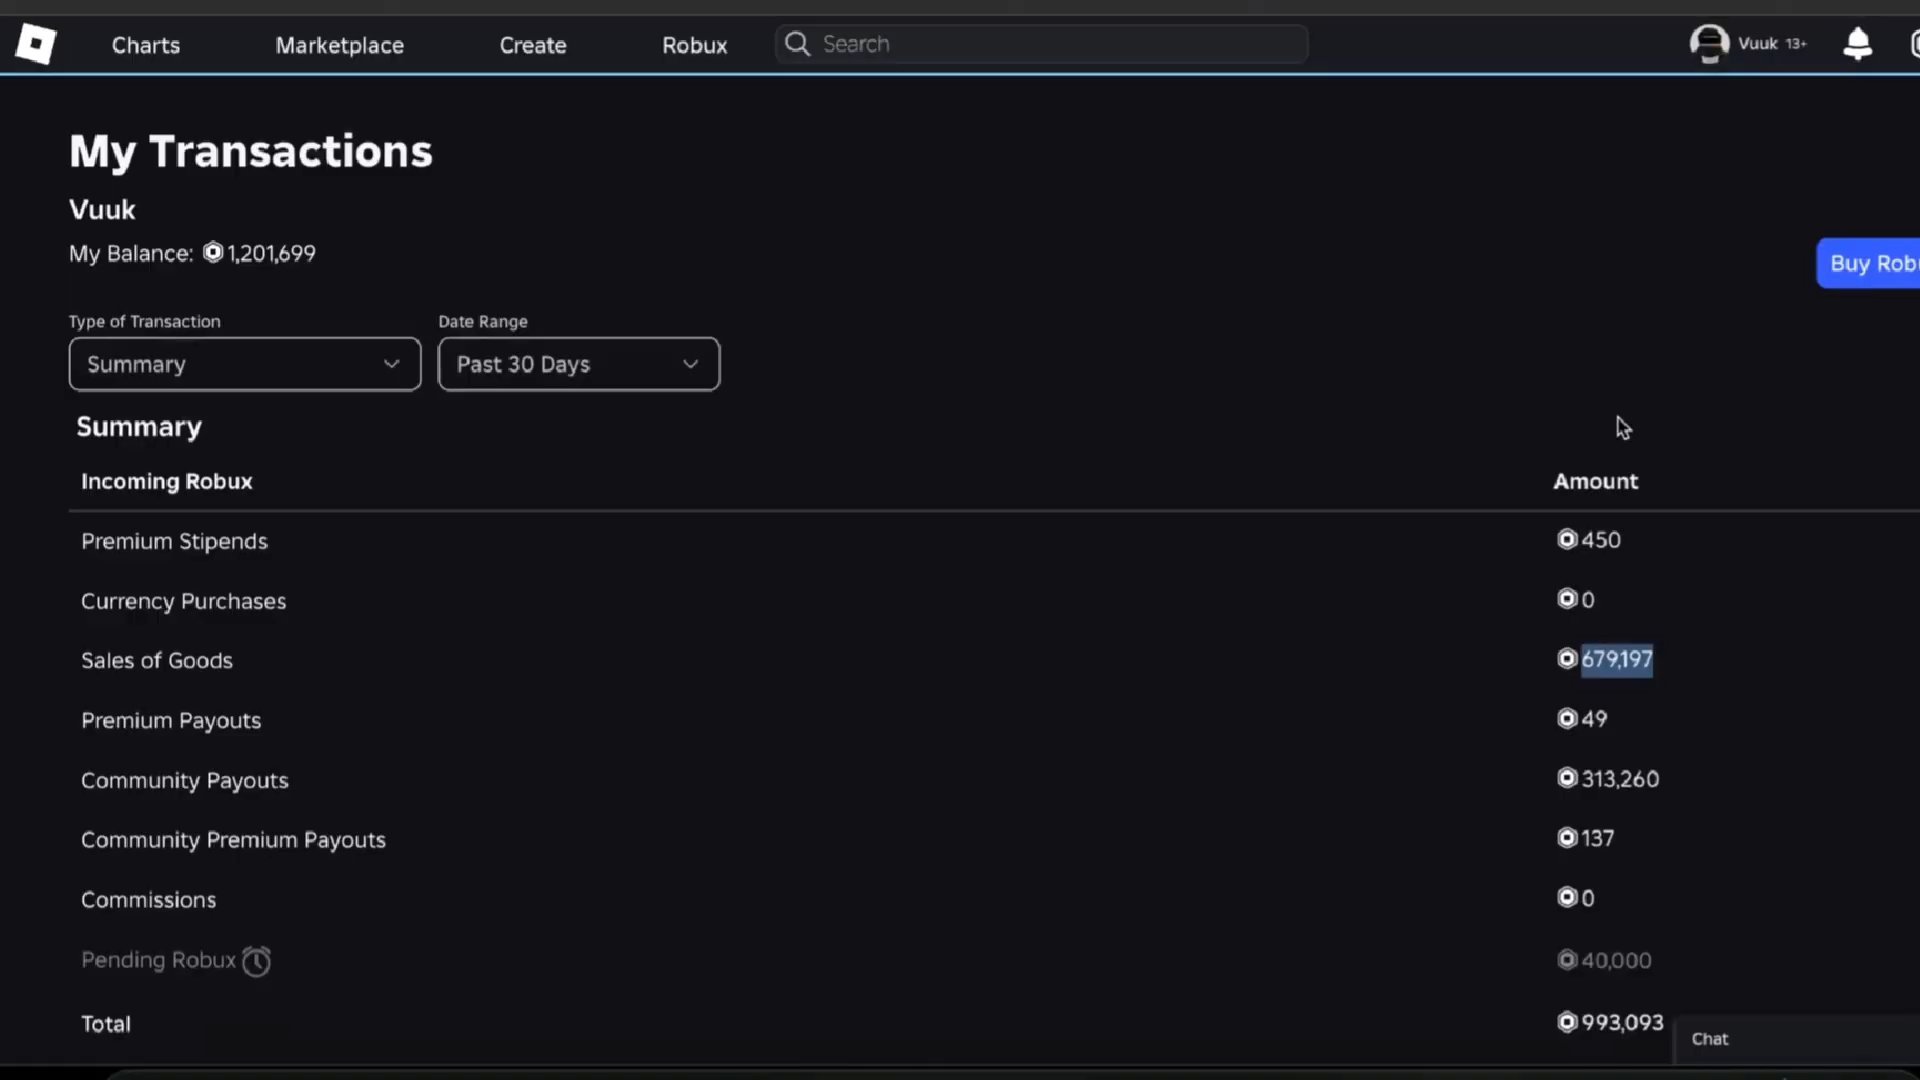 Charts Marketplace Create Robux Search Vuuk 13+
My Transactions
Vuuk
My Balance: 1,201,699
Buy Robu
Type of Transaction Date Range
Summary Past 30 Days
Summary
Incoming Robux Amount
Premium Stipends 450
Currency Purchases 0
Sales of Goods 679,197
Premium Payouts 49
Community Payouts 313,260
Community Premium Payouts 137
Commissions 0
Pending Robux 40,000
Total 993,093
Chat